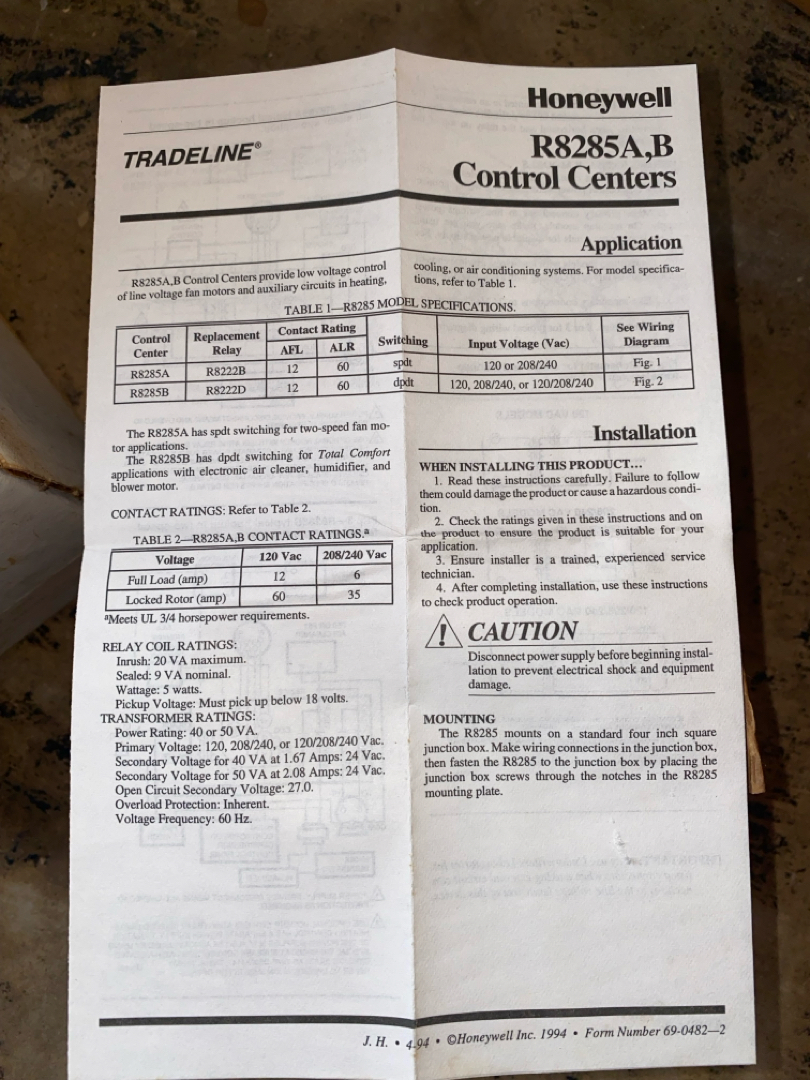 Honeywell
TRADELINE®
R8285A,B
Control Centers
Application
R8285A,B Control Centers provide low voltage control
of line voltage fan motors and auxiliary circuits in heating,
cooling, or air conditioning systems. For model specifica-
tions, refer to Table 1.
TABLE 1—R8285 MODEL SPECIFICATIONS.
Control Center | Replacement Relay | Contact Rating AFL | Contact Rating ALR | Switching | Input Voltage (Vac) | See Wiring Diagram
R8285A | R8222B | 12 | 60 | spdt | 120 or 208/240 | Fig. 1
R8285B | R8222D | 12 | 60 | dpdt | 120, 208/240, or 120/208/240 | Fig. 2
The R8285A has spdt switching for two-speed fan mo-
tor applications.
The R8285B has dpdt switching for Total Comfort
applications with electronic air cleaner, humidifier, and
blower motor.
CONTACT RATINGS: Refer to Table 2.
TABLE 2—R8285A,B CONTACT RATINGS.ᵃ
Voltage | 120 Vac | 208/240 Vac
Full Load (amp) | 12 | 6
Locked Rotor (amp) | 60 | 35
ᵃMeets UL 3/4 horsepower requirements.
RELAY COIL RATINGS:
Inrush: 20 VA maximum.
Sealed: 9 VA nominal.
Wattage: 5 watts.
Pickup Voltage: Must pick up below 18 volts.
TRANSFORMER RATINGS:
Power Rating: 40 or 50 VA.
Primary Voltage: 120, 208/240, or 120/208/240 Vac.
Secondary Voltage for 40 VA at 1.67 Amps: 24 Vac.
Secondary Voltage for 50 VA at 2.08 Amps: 24 Vac.
Open Circuit Secondary Voltage: 27.0.
Overload Protection: Inherent.
Voltage Frequency: 60 Hz.
Installation
WHEN INSTALLING THIS PRODUCT...
1. Read these instructions carefully. Failure to follow
them could damage the product or cause a hazardous condi-
tion.
2. Check the ratings given in these instructions and on
the product to ensure the product is suitable for your
application.
3. Ensure installer is a trained, experienced service
technician.
4. After completing installation, use these instructions
to check product operation.
CAUTION
Disconnect power supply before beginning instal-
lation to prevent electrical shock and equipment
damage.
MOUNTING
The R8285 mounts on a standard four inch square
junction box. Make wiring connections in the junction box,
then fasten the R8285 to the junction box by placing the
junction box screws through the notches in the R8285
mounting plate.
J. H. • 4-94 • ©Honeywell Inc. 1994 • Form Number 69-0482—2